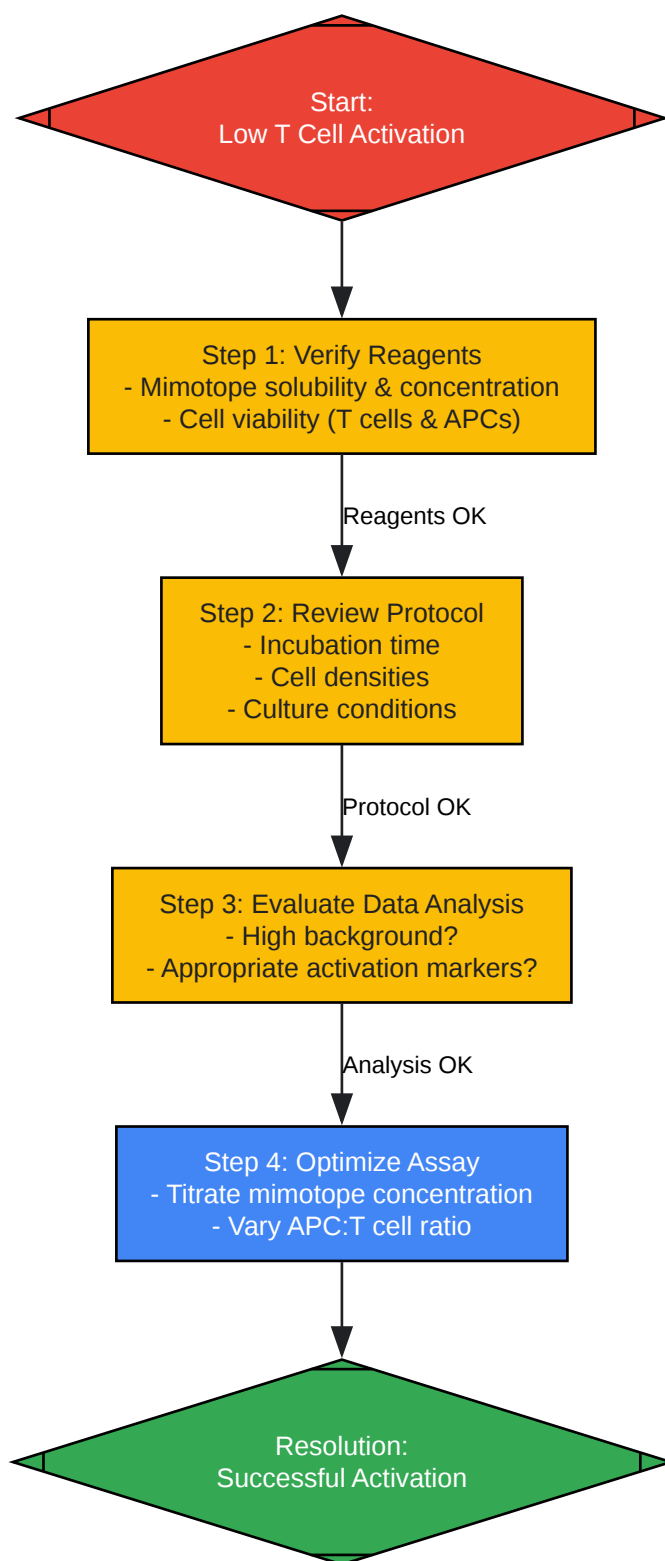 Start:
Low T Cell Activation
Step 1: Verify Reagents
- Mimotope solubility & concentration
- Cell viability (T cells & APCs)
Reagents OK
Step 2: Review Protocol
- Incubation time
- Cell densities
- Culture conditions
Protocol OK
Step 3: Evaluate Data Analysis
- High background?
- Appropriate activation markers?
Analysis OK
Step 4: Optimize Assay
- Titrate mimotope concentration
- Vary APC:T cell ratio
Resolution:
Successful Activation